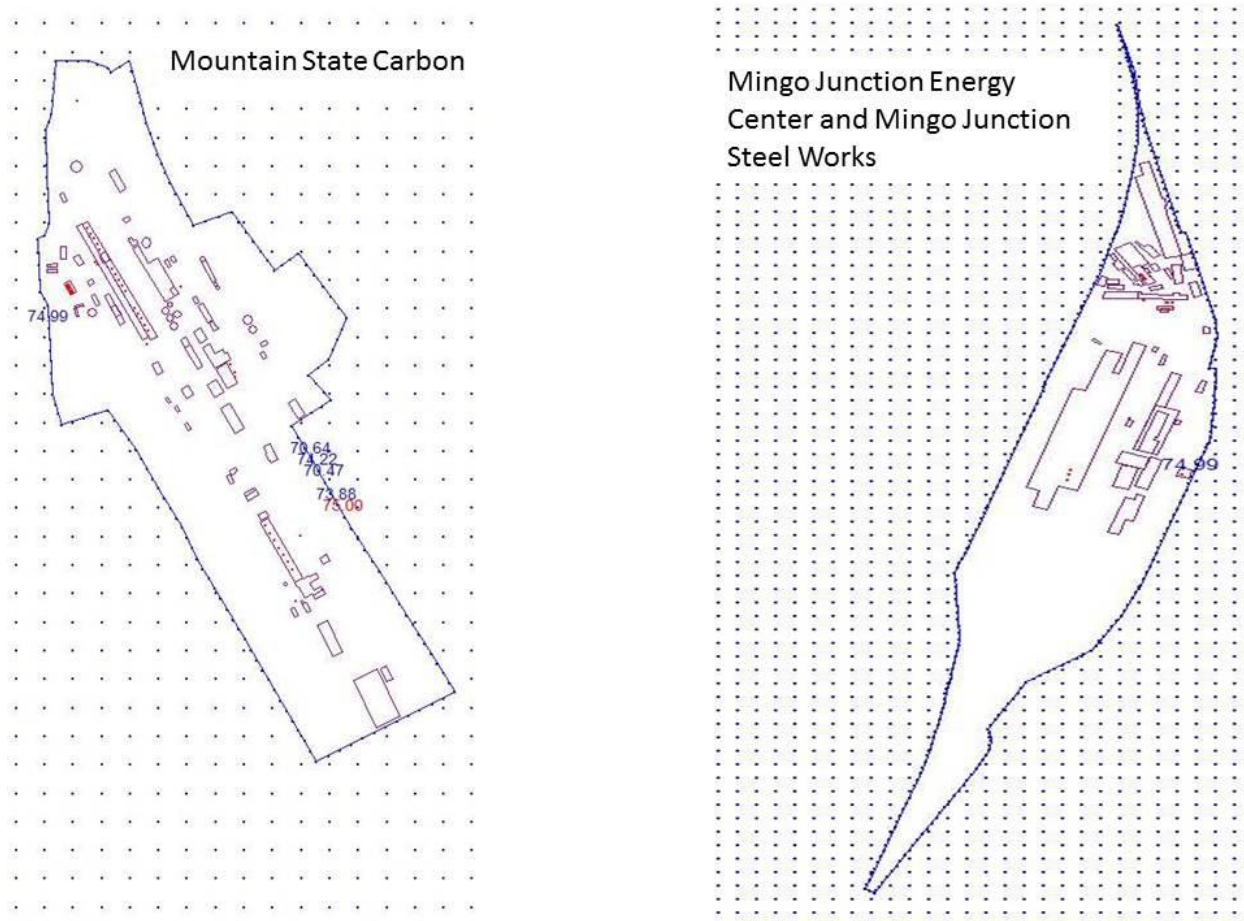 Mountain State Carbon
Mingo Junction Energy
Center and Mingo Junction
Steel Works
74.99
70.64
74.22
70.47
73.88
75.00
74.99